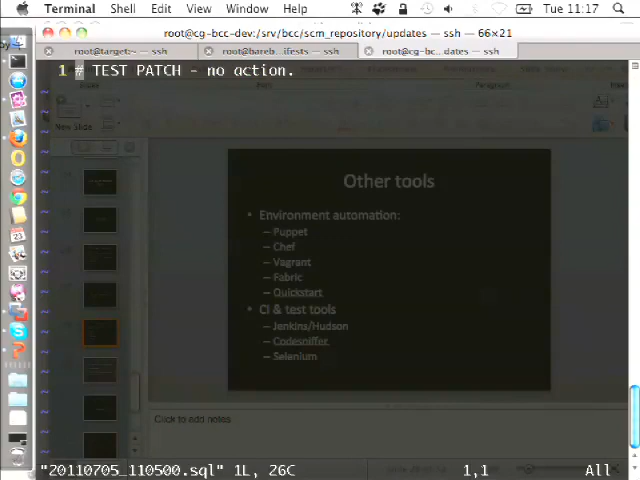 Terminal Shell Edit View Window Help Tue 11:17
root@cg-bcc-dev:/srv/bcc/scm_repository/updates — ssh — 66×21
root@target:~ — ssh
root@bareb...ifests — ssh
root@cg-bc...dates — ssh
1 # TEST PATCH - no action.
New Slide
Paragraph
Other tools
• Environment automation:
– Puppet
– Chef
– Vagrant
– Fabric
– Quickstart
• CI & test tools
– Jenkins/Hudson
– Codesniffer
– Selenium
Click to add notes
"20110705_110500.sql" 1L, 26C 1,1 All